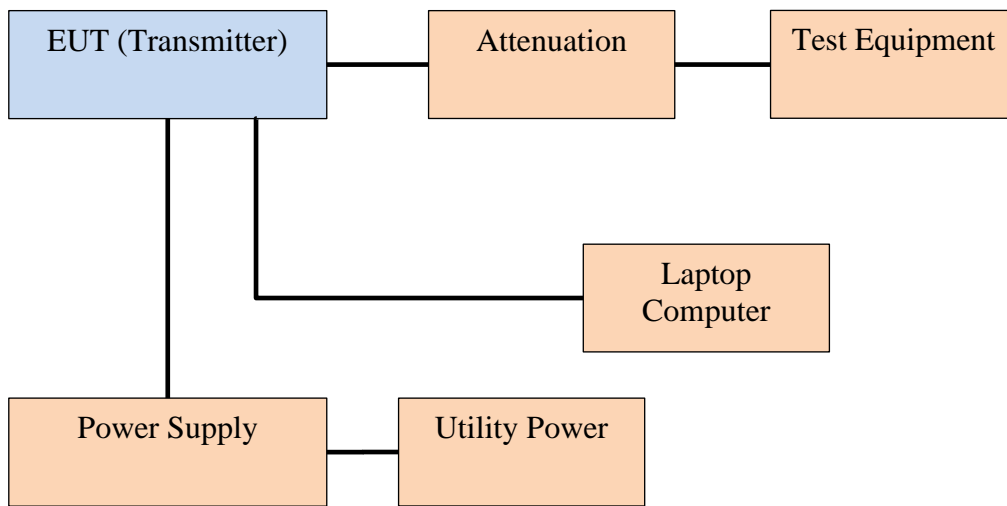 EUT (Transmitter)
Attenuation
Test Equipment
Laptop
Computer
Power Supply
Utility Power